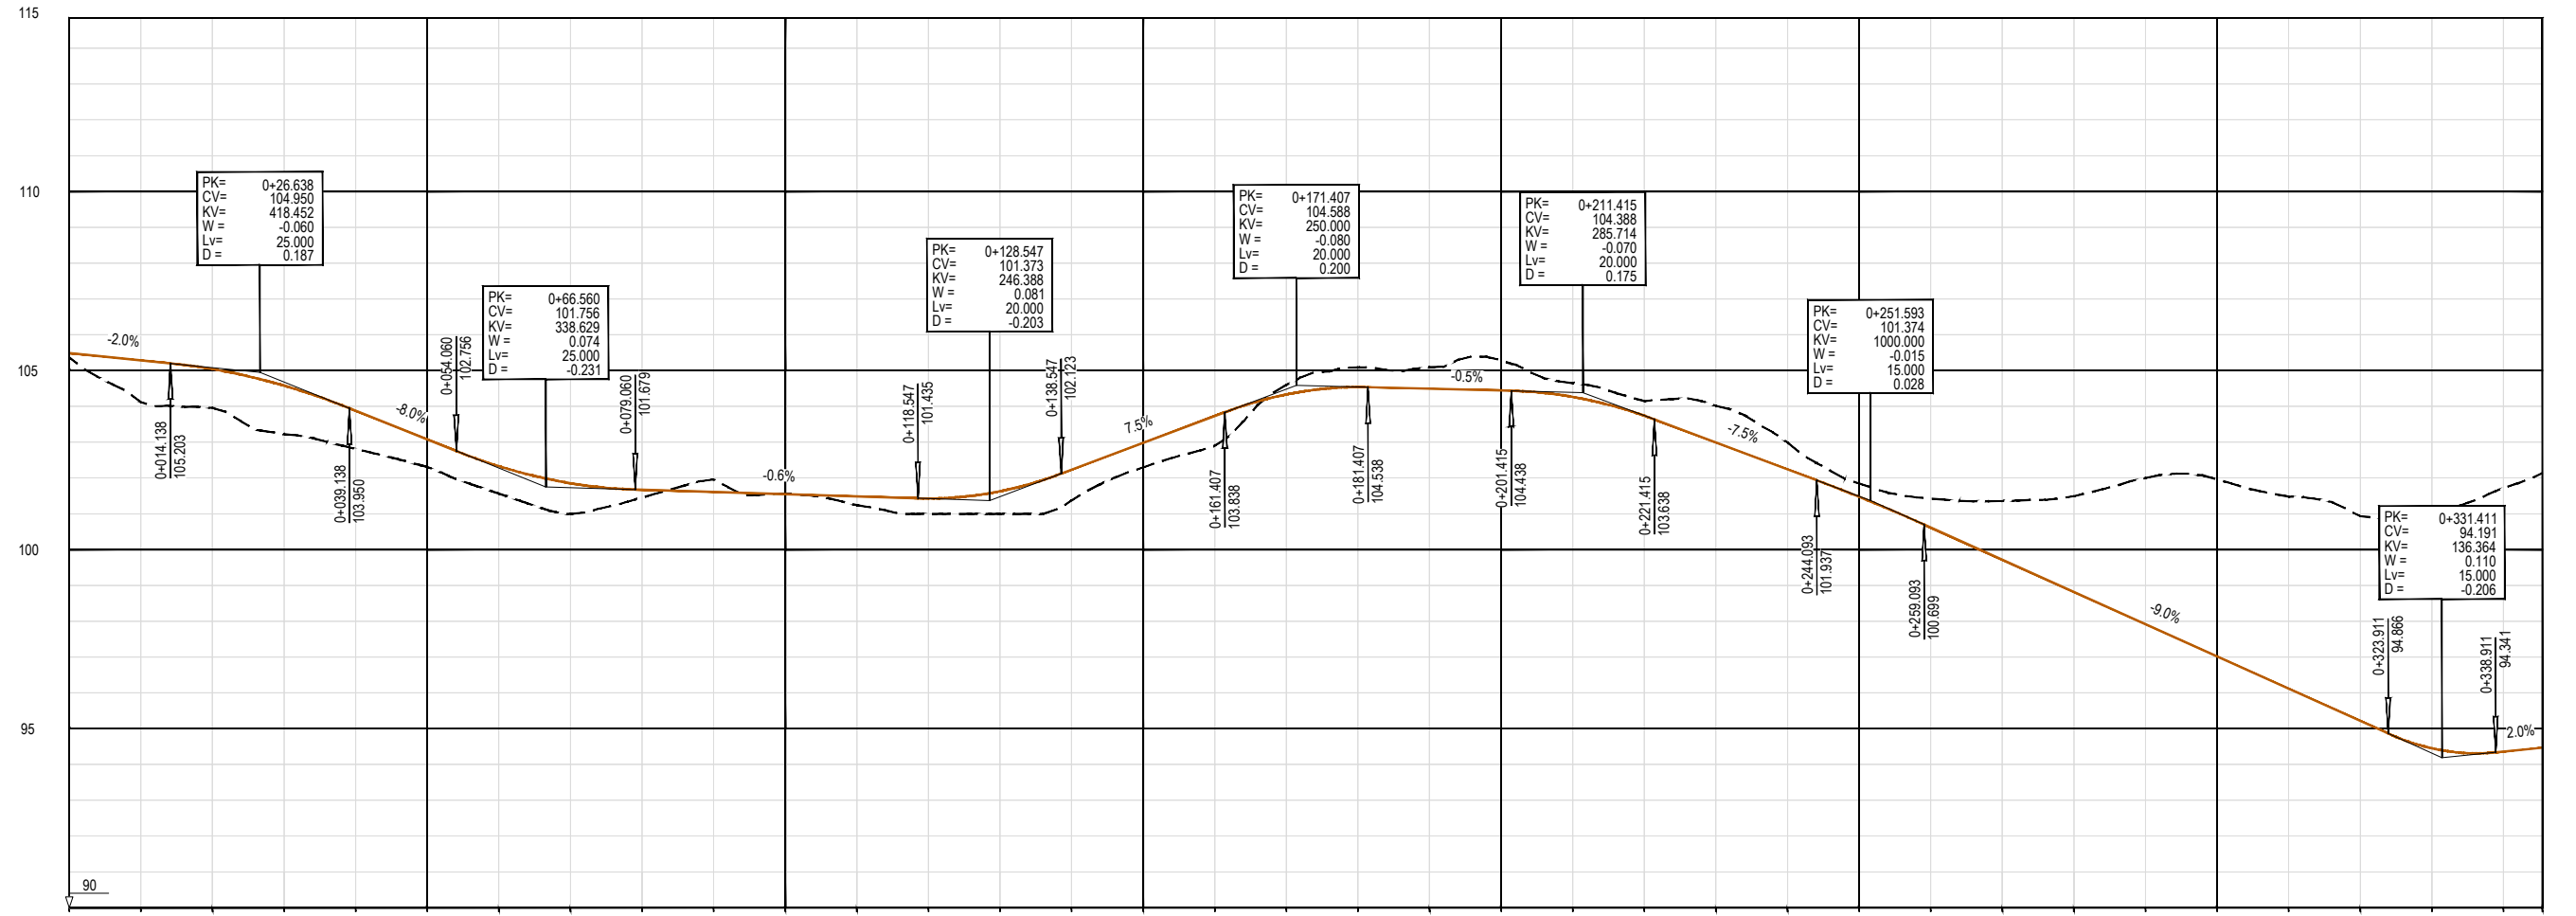 115
110
105
100
95
90
PK= 0+26.638
CV= 104.950
KV= 418.452
W = -0.060
Lv= 25.000
D = 0.187
PK= 0+66.560
CV= 101.756
KV= 338.629
W = 0.074
Lv= 25.000
D = -0.231
PK= 0+128.547
CV= 101.373
KV= 246.388
W = 0.081
Lv= 20.000
D = -0.203
PK= 0+171.407
CV= 104.588
KV= 250.000
W = -0.080
Lv= 20.000
D = 0.200
PK= 0+211.415
CV= 104.388
KV= 285.714
W = -0.070
Lv= 20.000
D = 0.175
PK= 0+251.593
CV= 101.374
KV= 1000.000
W = -0.015
Lv= 15.000
D = 0.028
PK= 0+331.411
CV= 94.191
KV= 136.364
W = 0.110
Lv= 15.000
D = -0.206
-2.0%
0+014.138
105.203
0+039.138
103.950
-8.0%
0+054.060
102.756
0+079.060
101.679
-0.6%
0+118.547
101.435
0+138.547
102.123
7.5%
0+161.407
103.838
0+181.407
104.538
-0.5%
0+201.415
104.438
0+221.415
103.638
-7.5%
0+244.093
101.937
0+259.093
100.699
-9.0%
0+323.911
94.866
0+338.911
94.341
2.0%